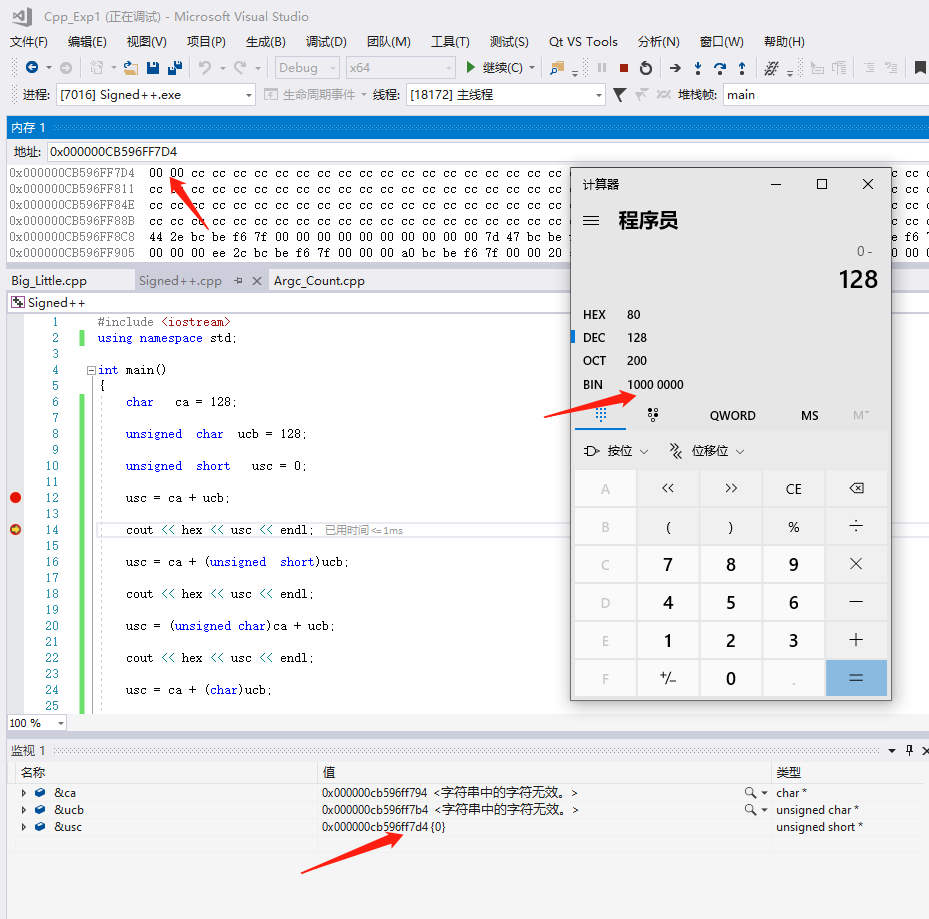 Cpp_Exp1 (正在调试) - Microsoft Visual Studio
文件(F) 编辑(E) 视图(V) 项目(P) 生成(B) 调试(D) 团队(M) 工具(T) 测试(S) Qt VS Tools 分析(N) 窗口(W) 帮助(H)
Debug x64 继续(C)
进程: [7016] Signed++.exe 生命周期事件 线程: [18172] 主线程 堆栈帧: main
内存 1
地址: 0x000000CB596FF7D4
0x000000CB596FF7D4 00 00 cc cc cc cc cc cc cc cc cc cc cc cc cc cc cc cc cc cc
0x000000CB596FF811 cc cc cc cc cc cc cc cc cc cc cc cc cc cc cc cc cc cc cc
0x000000CB596FF84E cc cc cc cc cc cc cc cc cc cc cc cc cc cc cc cc cc cc cc
0x000000CB596FF88B cc cc cc cc cc cc cc cc cc cc cc cc cc cc cc cc cc cc
0x000000CB596FF8C8 44 2e bc be f6 7f 00 00 00 00 00 00 00 00 00 00 7d 47 bc be
0x000000CB596FF905 00 00 00 ee 2c bc be f6 7f 00 00 00 a0 bc be f6 7f 00 00 20
Big_Little.cpp Signed++.cpp Argc_Count.cpp
Signed++
1 #include <iostream>
2 using namespace std;
3
4 int main()
5 {
6 char ca = 128;
7
8 unsigned char ucb = 128;
9
10 unsigned short usc = 0;
11
12 usc = ca + ucb;
13
14 cout << hex << usc << endl; 已用时间<=1ms
15
16 usc = ca + (unsigned short)ucb;
17
18 cout << hex << usc << endl;
19
20 usc = (unsigned char)ca + ucb;
21
22 cout << hex << usc << endl;
23
24 usc = ca + (char)ucb;
25
100 %
计算器
程序员
0 -
128
HEX 80
DEC 128
OCT 200
BIN 1000 0000
QWORD MS M˅
按位 位移位
A << >> CE
B ( ) % ÷
C 7 8 9 ×
D 4 5 6 −
E 1 2 3 +
F +/− 0 . =
监视 1
名称 值 类型
&ca 0x000000cb596ff794 <字符串中的字符无效。> char *
&ucb 0x000000cb596ff7b4 <字符串中的字符无效。> unsigned char *
&usc 0x000000cb596ff7d4 {0} unsigned short *